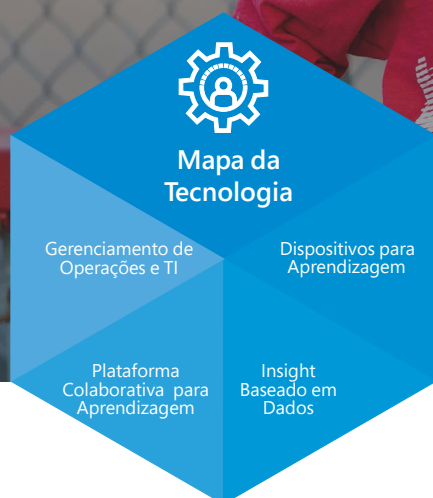 Mapa da
Tecnologia
Gerenciamento de
Operações e TI
Dispositivos para
Aprendizagem
Plataforma
Colaborativa para
Aprendizagem
Insight
Baseado em
Dados